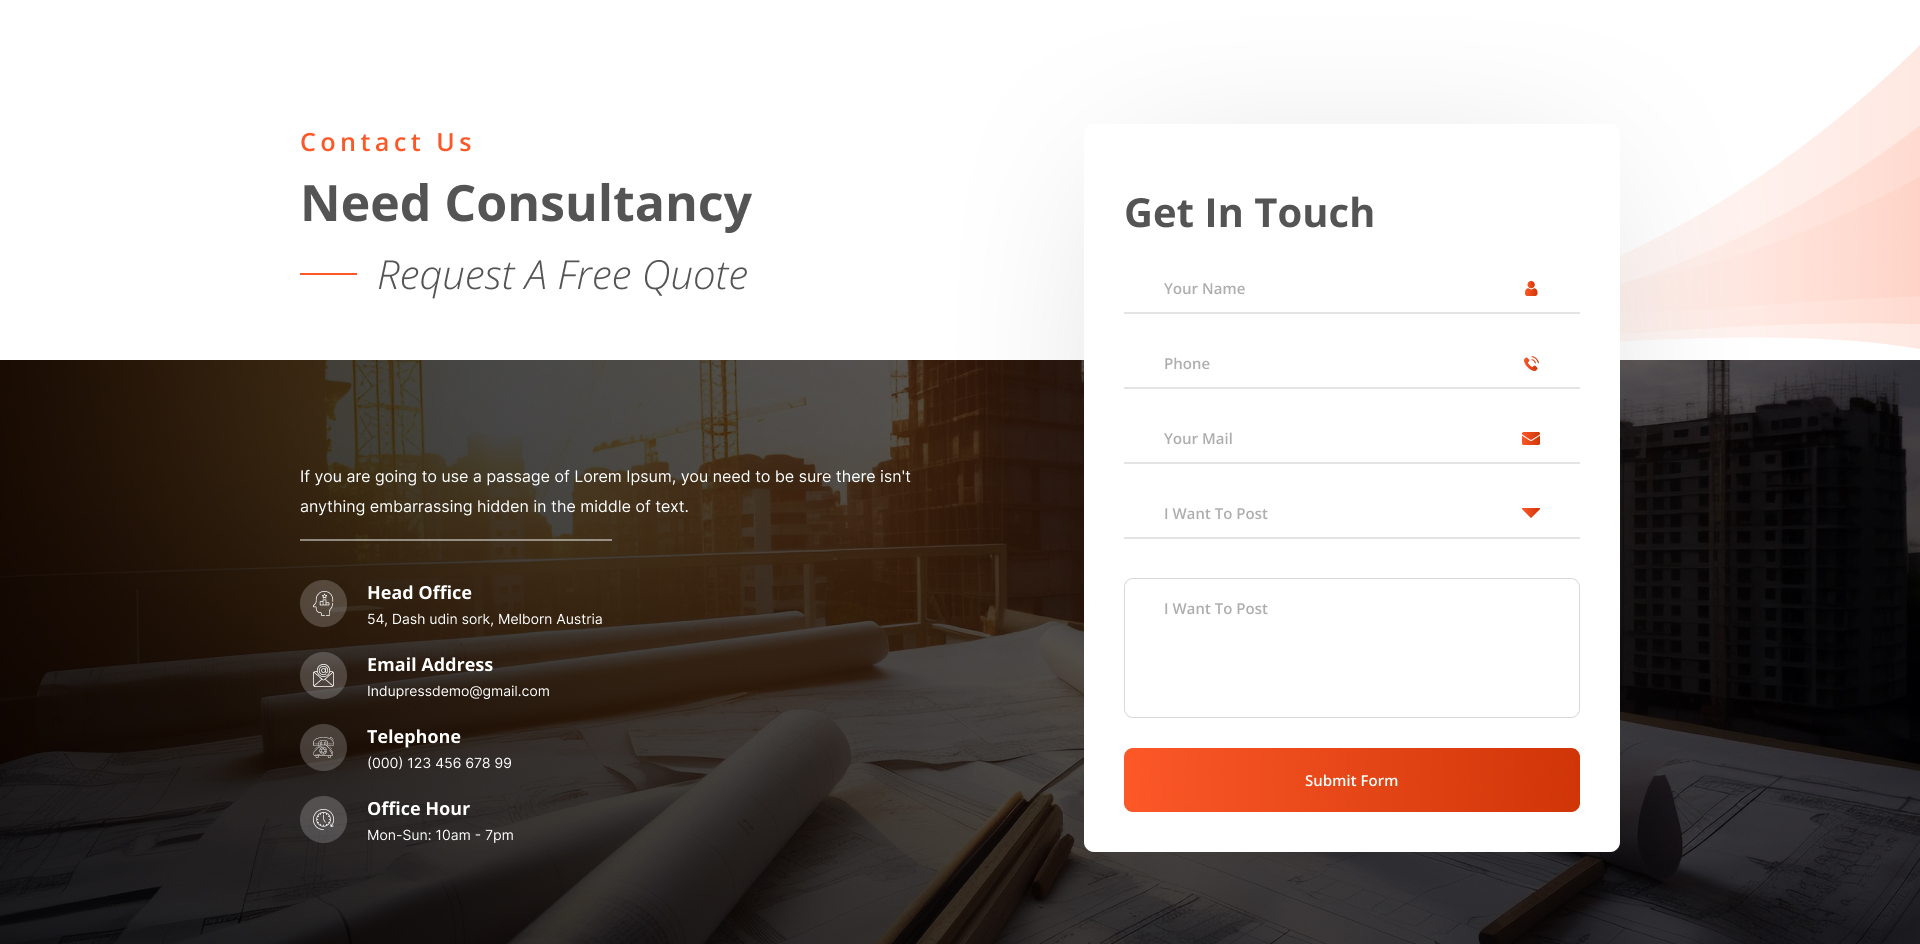 Contact Us
Need Consultancy
Request A Free Quote
If you are going to use a passage of Lorem Ipsum, you need to be sure there isn't
anything embarrassing hidden in the middle of text.
Head Office
54, Dash udin sork, Melborn Austria
Email Address
Indupressdemo@gmail.com
Telephone
(000) 123 456 678 99
Office Hour
Mon-Sun: 10am - 7pm
Get In Touch
Your Name
Phone
Your Mail
I Want To Post
I Want To Post
Submit Form